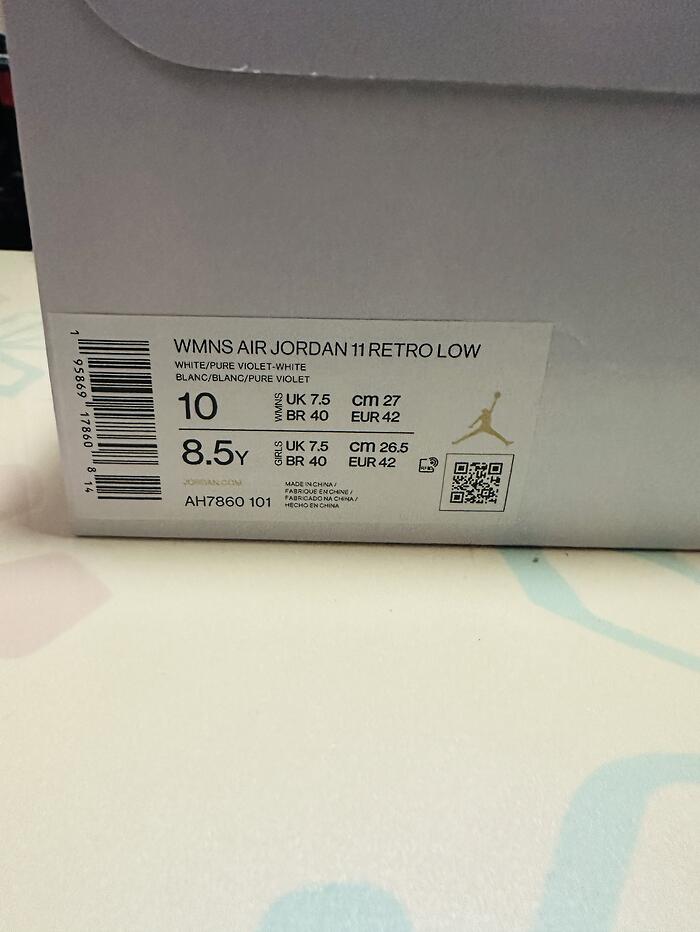 WMNS AIR JORDAN 11 RETRO LOW
WHITE/PURE VIOLET-WHITE
BLANC/BLANC/PURE VIOLET
10
WMNS
UK 7.5 cm 27
BR 40 EUR 42
8.5Y
GIRLS
UK 7.5 cm 26.5
BR 40 EUR 42
JORDAN.COM
AH7860 101
MADE IN CHINA /
FABRIQUÉ EN CHINE /
FABRICADO NA CHINA /
HECHO EN CHINA
1 95869 17860 8 14